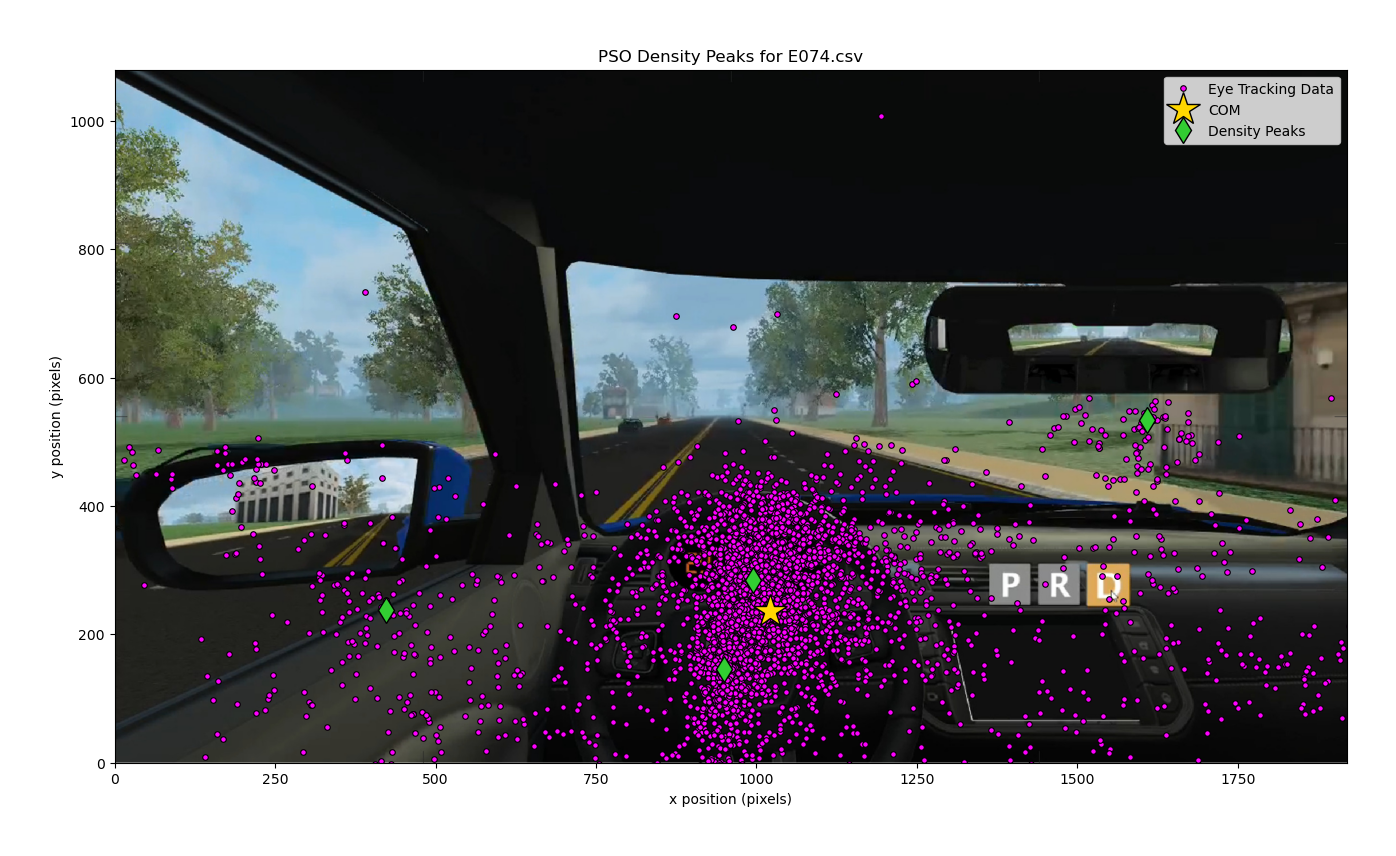 PSO Density Peaks for E074.csv
Eye Tracking Data
COM
Density Peaks
y position (pixels)
1000
800
600
400
200
0
P R D
0 250 500 750 1000 1250 1500 1750
x position (pixels)